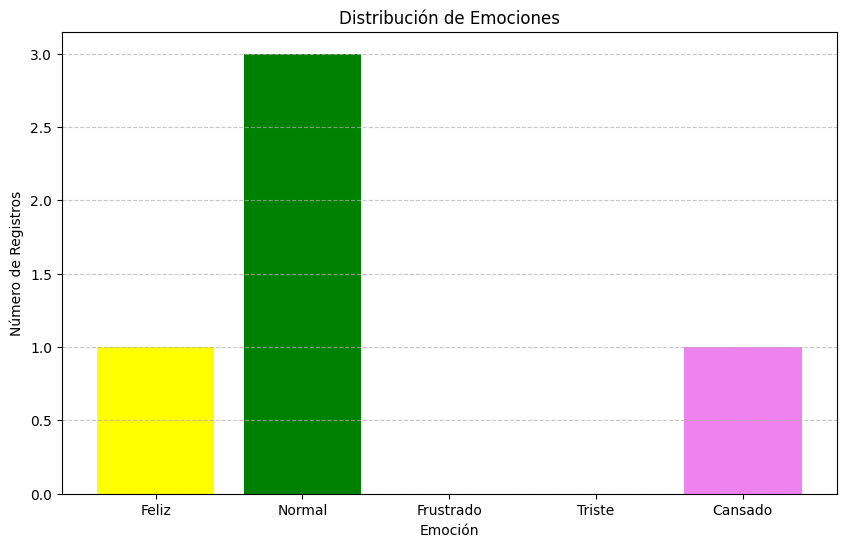 Distribución de Emociones
Número de Registros
3.0
2.5
2.0
1.5
1.0
0.5
0.0
Feliz Normal Frustrado Triste Cansado
Emoción